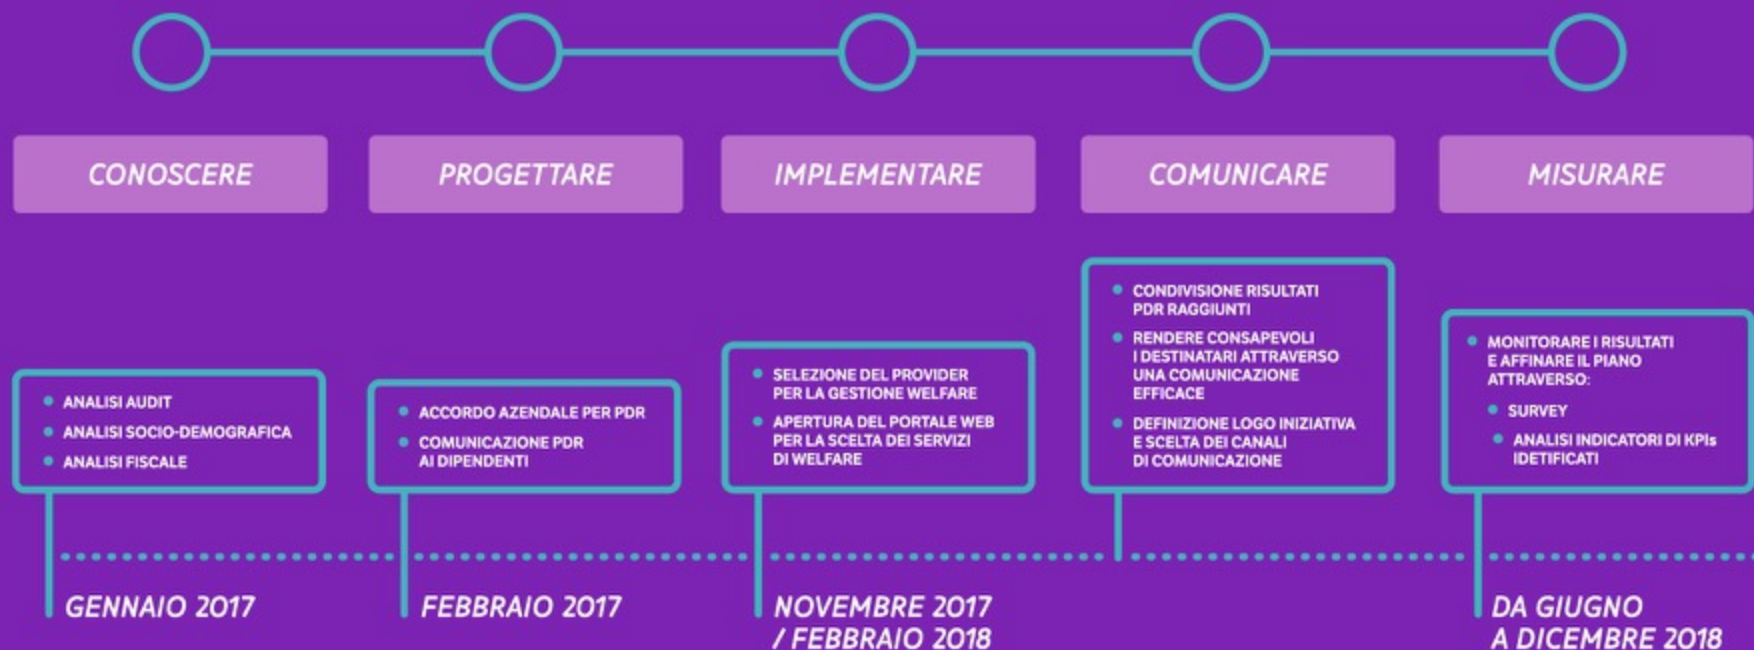 CONOSCERE
PROGETTARE
IMPLEMENTARE
COMUNICARE
MISURARE
ANALISI AUDIT
ANALISI SOCIO-DEMOGRAFICA
ANALISI FISCALE
ACCORDO AZENDALE PER PDR
COMUNICAZIONE PDR
AI DIPENDENTI
SELEZIONE DEL PROVIDER
PER LA GESTIONE WELFARE
APERTURA DEL PORTALE WEB
PER LA SCELTA DEI SERVIZI
DI WELFARE
CONDIVISIONE RISULTATI
PDR RAGGIUNTI
RENDERE CONSAPEVOLI
I DESTINATARI ATTRAVERSO
UNA COMUNICAZIONE
EFFICACE
DEFINIZIONE LOGO INIZIATIVA
E SCELTA DEI CANALI
DI COMUNICAZIONE
MONITORARE I RISULTATI
E AFFINARE IL PIANO
ATTRAVERSO:
SURVEY
ANALISI INDICATORI DI KPIs
IDETIFICATI
GENNAIO 2017
FEBBRAIO 2017
NOVEMBRE 2017
/ FEBBRAIO 2018
DA GIUGNO
A DICEMBRE 2018